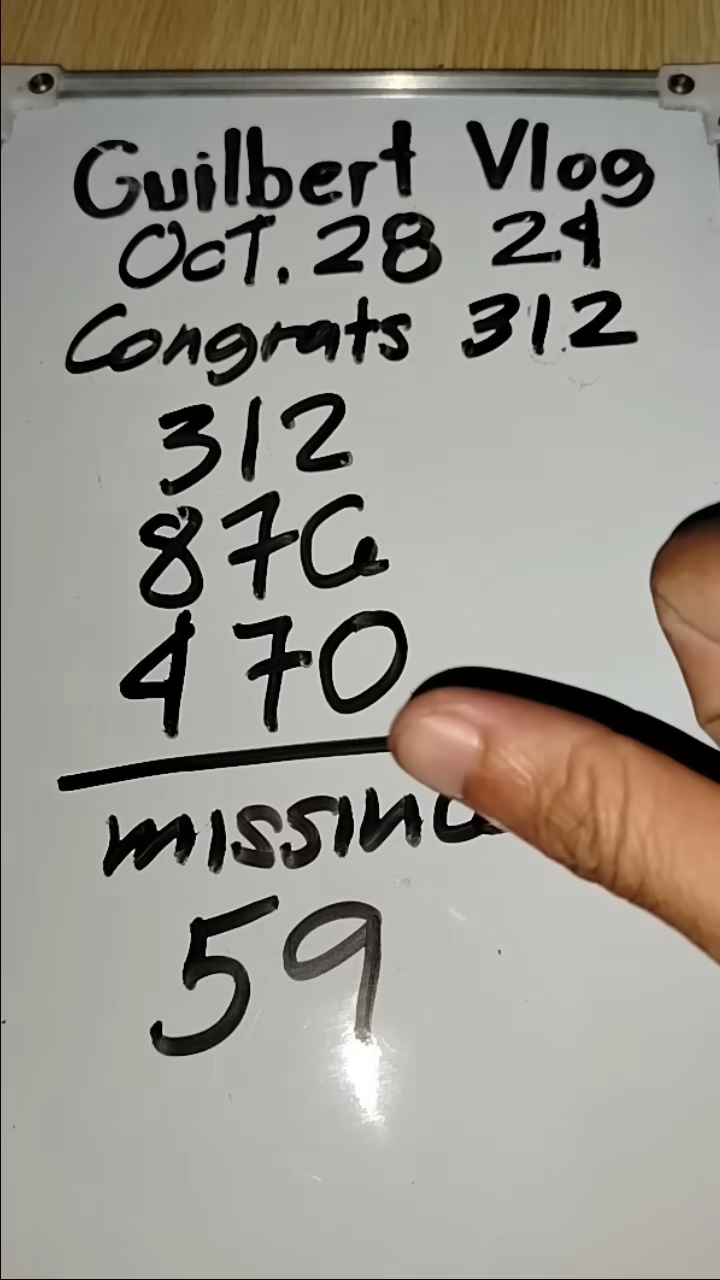 Guilbert Vlog
Oct. 28 24
Congrats 312
312
876
470
missing
59